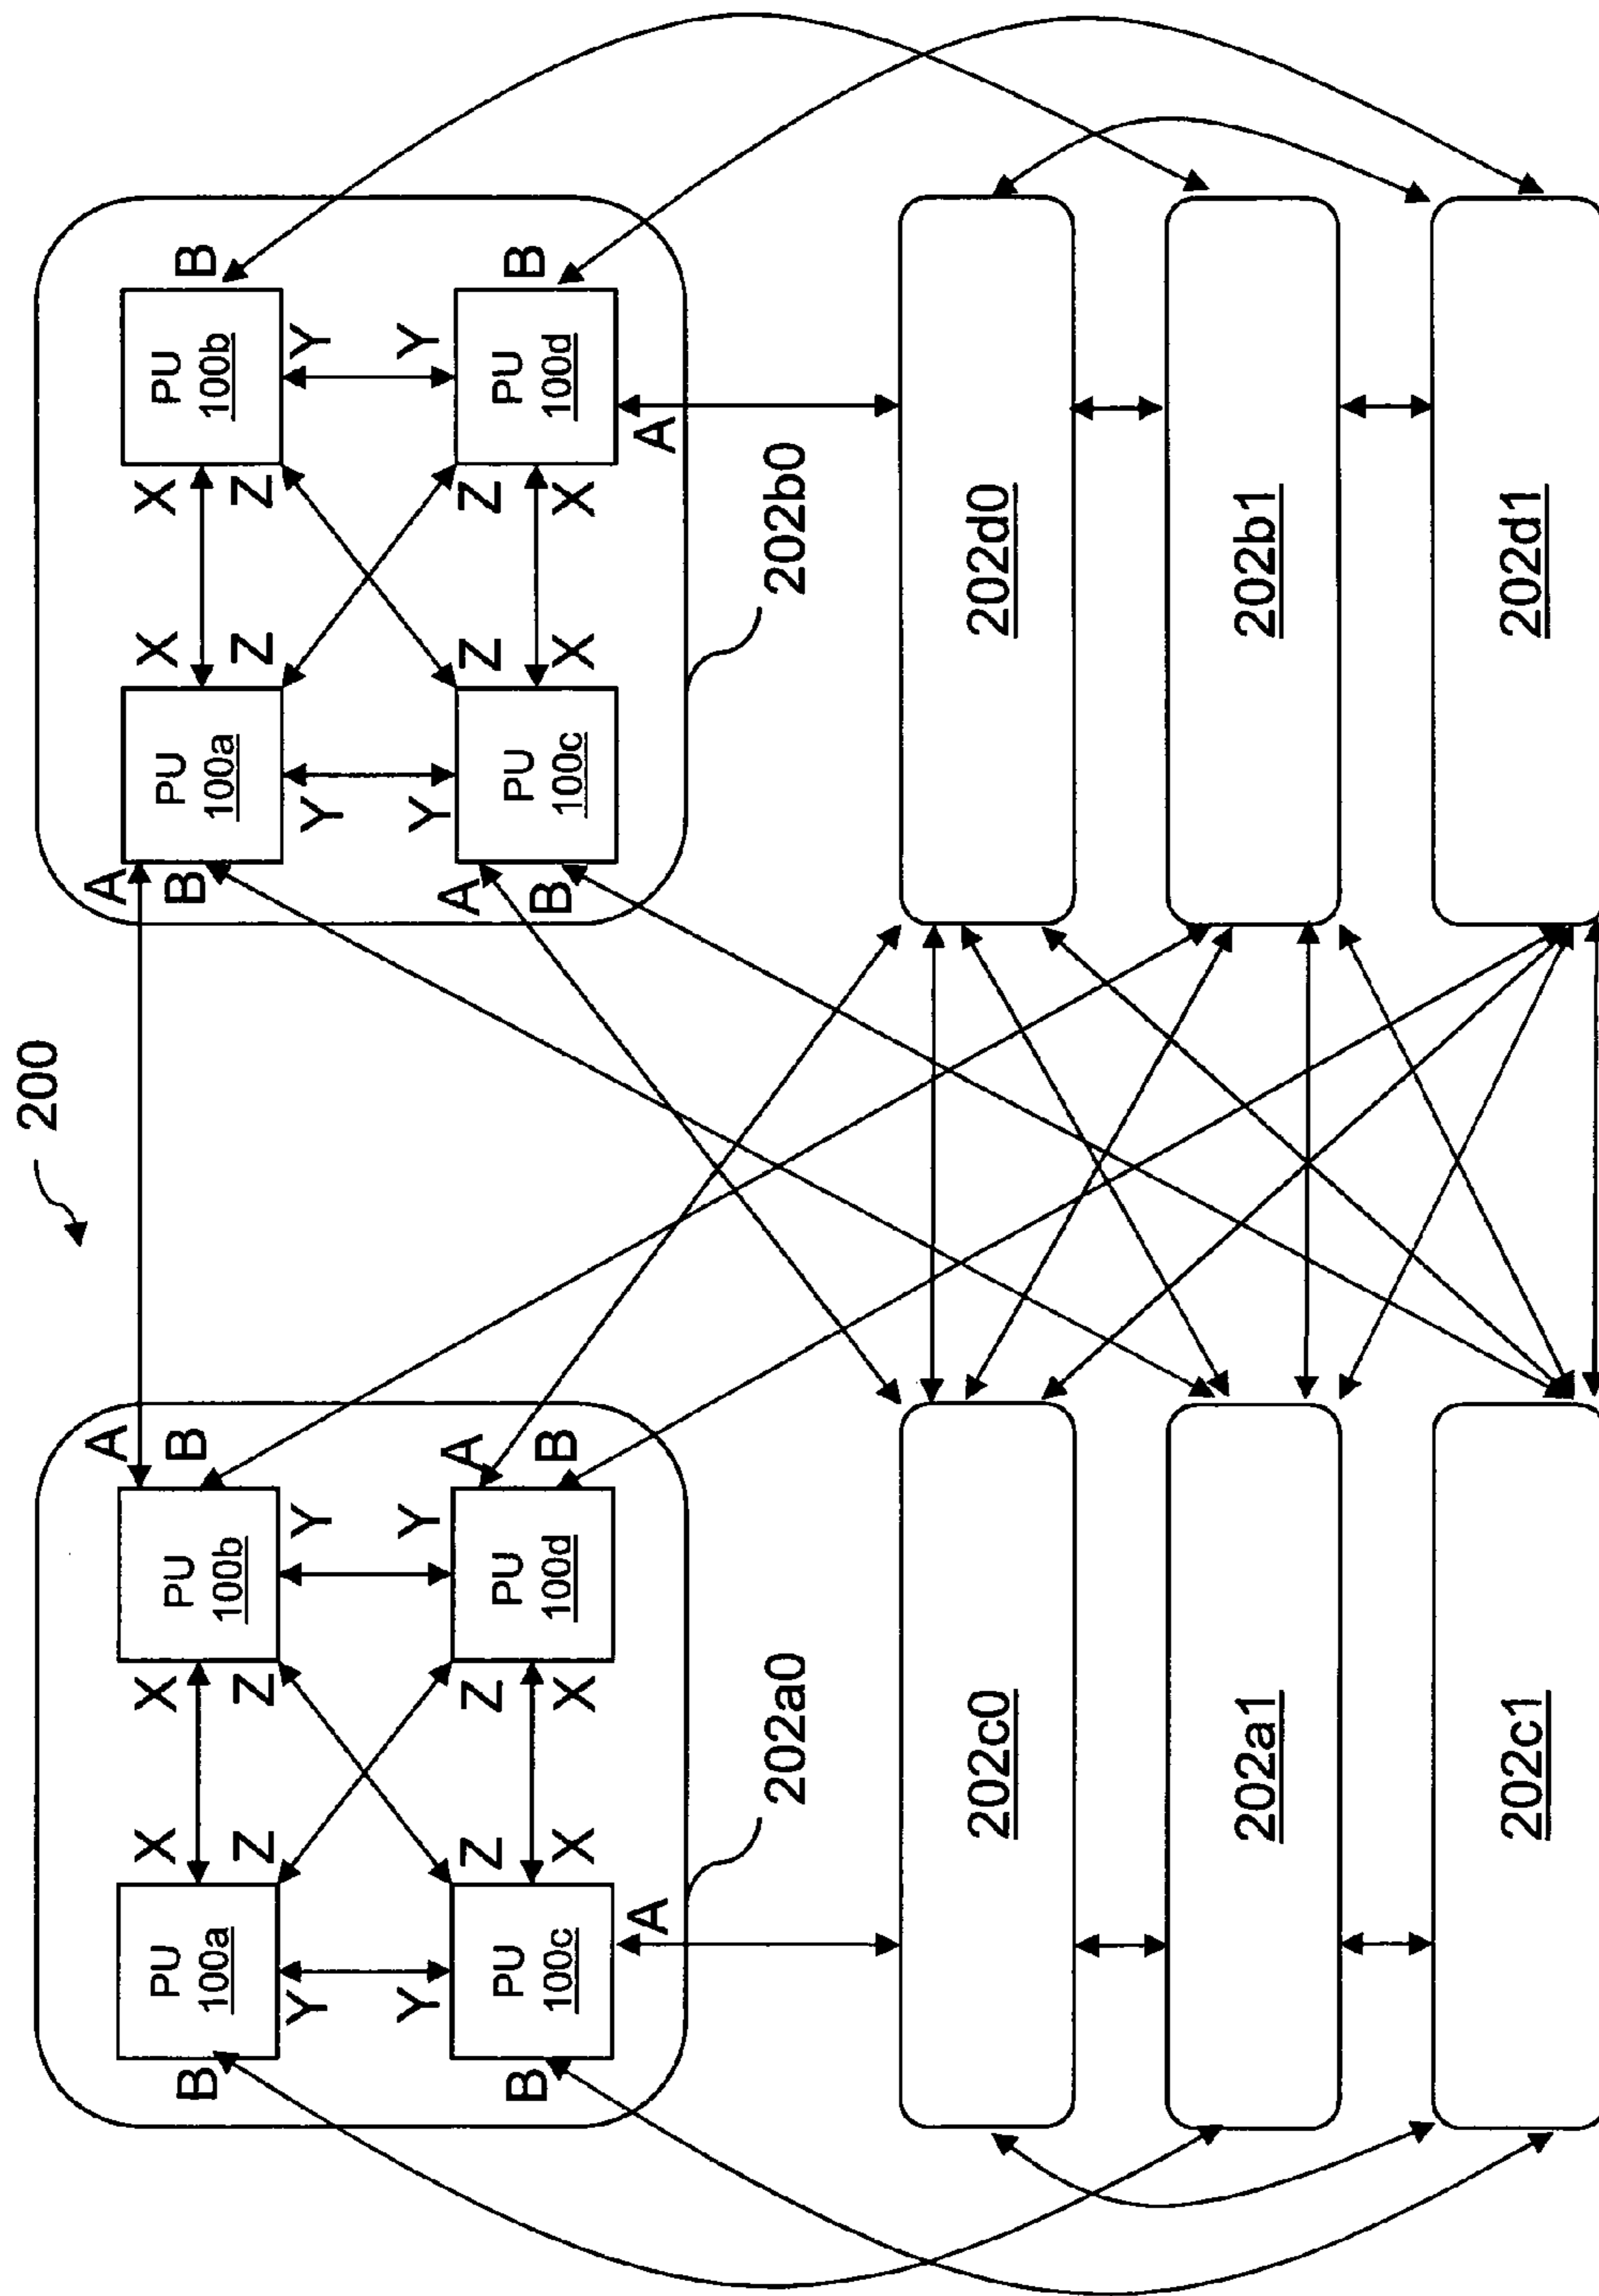 200
X X A
B PU PU B
100a 100b
Z Z
Y Y
Y Y
Z Z A
B PU PU B
100c 100d
X X
A
202a0
A X X
B PU PU B
100a 100b
Z Z
Y Y
Y Y
A Z Z
B PU PU B
100c 100d
X X
A
202b0
202c0
202d0
202a1
202b1
202c1
202d1